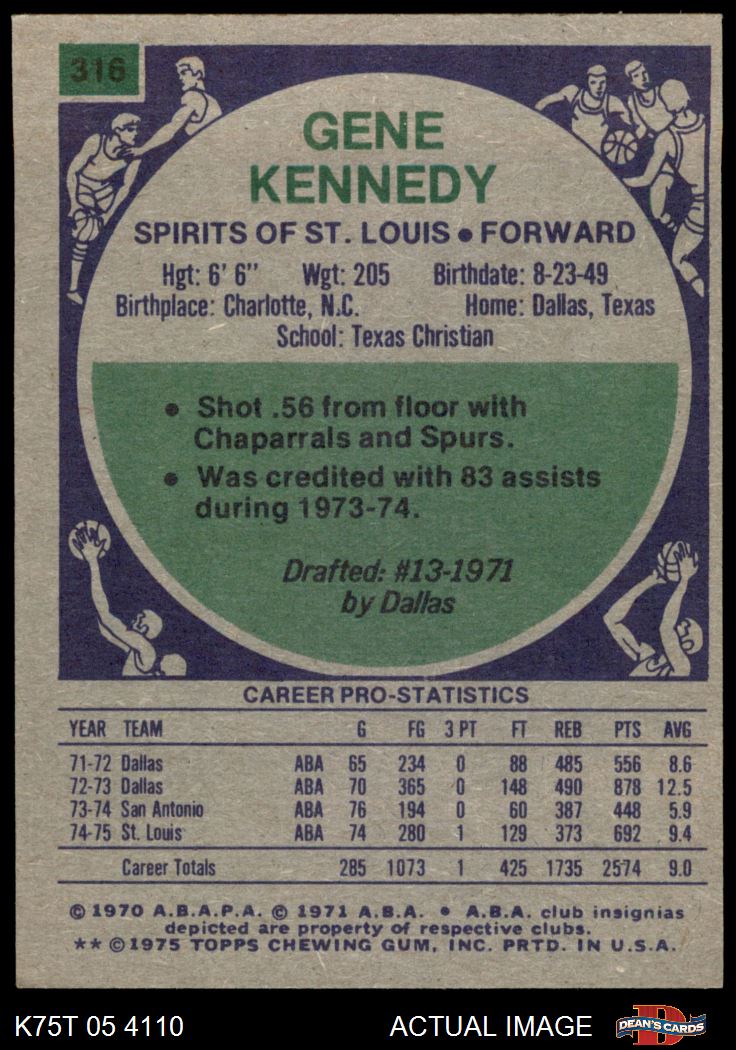 316
GENE
KENNEDY
SPIRITS OF ST. LOUIS • FORWARD
Hgt: 6' 6" Wgt: 205 Birthdate: 8-23-49
Birthplace: Charlotte, N.C. Home: Dallas, Texas
School: Texas Christian
• Shot .56 from floor with
Chaparrals and Spurs.
• Was credited with 83 assists
during 1973-74.
Drafted: #13-1971
by Dallas
CAREER PRO-STATISTICS
YEAR TEAM G FG 3 PT FT REB PTS AVG
71-72 Dallas ABA 65 234 0 88 485 556 8.6
72-73 Dallas ABA 70 365 0 148 490 878 12.5
73-74 San Antonio ABA 76 194 0 60 387 448 5.9
74-75 St. Louis ABA 74 280 1 129 373 692 9.4
Career Totals 285 1073 1 425 1735 2574 9.0
© 1970 A.B.A.P.A. © 1971 A.B.A. • A.B.A. club insignias
depicted are property of respective clubs.
** © 1975 TOPPS CHEWING GUM, INC. PRTD. IN U.S.A.
K75T 05 4110 ACTUAL IMAGE D DEAN'S CARDS